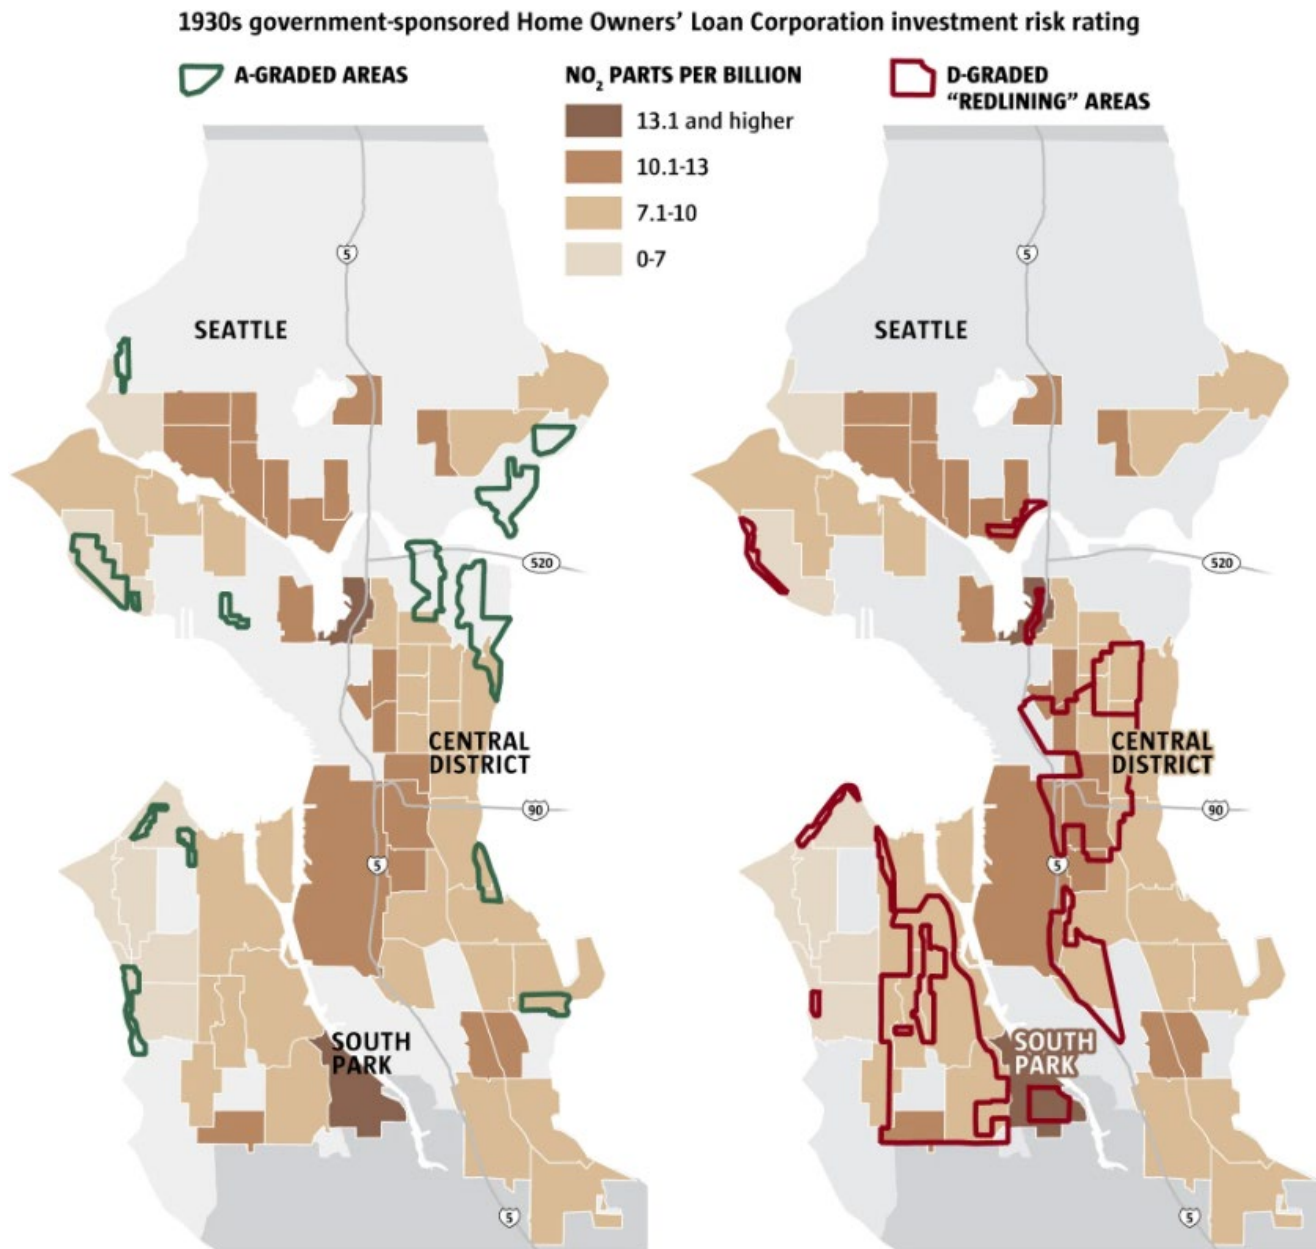 1930s government-sponsored Home Owners’ Loan Corporation investment risk rating
A-GRADED AREAS
NO₂ PARTS PER BILLION
13.1 and higher
10.1-13
7.1-10
0-7
D-GRADED
“REDLINING” AREAS
5
SEATTLE
520
CENTRAL
DISTRICT
90
5
SOUTH
PARK
5
5
SEATTLE
520
CENTRAL
DISTRICT
90
5
SOUTH
PARK
5